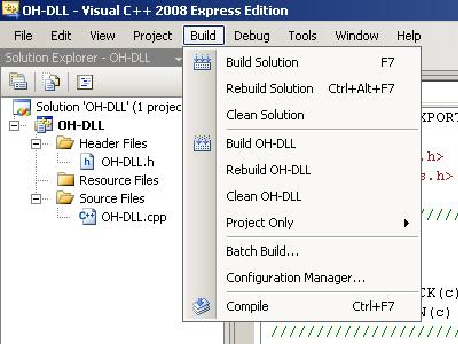 OH-DLL - Visual C++ 2008 Express Edition
File Edit View Project Build Debug Tools Window Help
Solution Explorer - OH-DLL
Solution 'OH-DLL' (1 projec
OH-DLL
Header Files
OH-DLL.h
Resource Files
Source Files
OH-DLL.cpp
Build Solution F7
Rebuild Solution Ctrl+Alt+F7
Clean Solution
Build OH-DLL
Rebuild OH-DLL
Clean OH-DLL
Project Only
Batch Build...
Configuration Manager...
Compile Ctrl+F7
EXPORT
.h>
s.h>
////
CK(c)
N(c)
//////////////////////